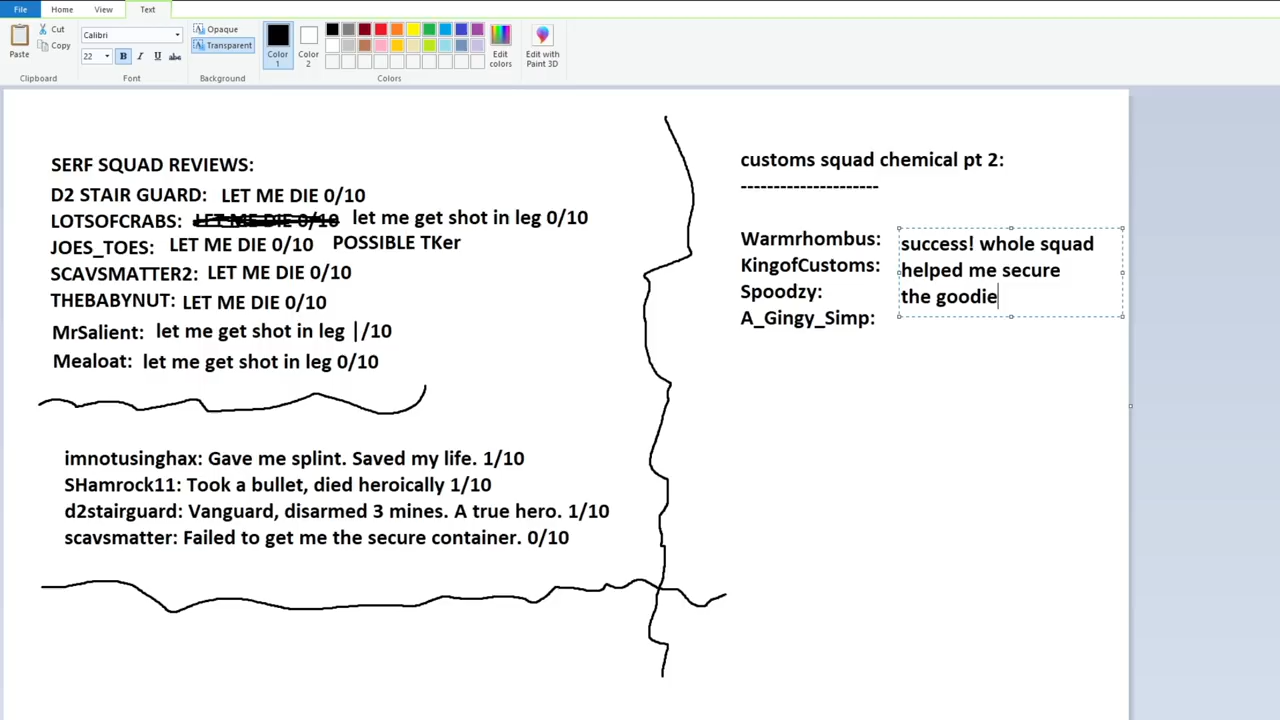 File
Home
View
Text
Paste
Cut
Copy
Clipboard
Calibri
22
B I U abc
Font
Opaque
Transparent
Background
Color 1
Color 2
Edit colors
Edit with Paint 3D
Colors
SERF SQUAD REVIEWS:
D2 STAIR GUARD: LET ME DIE 0/10
LOTSOFCRABS: LET ME DIE 0/10 let me get shot in leg 0/10
JOES_TOES: LET ME DIE 0/10 POSSIBLE TKer
SCAVSMATTER2: LET ME DIE 0/10
THEBABYNUT: LET ME DIE 0/10
MrSalient: let me get shot in leg |/10
Mealoat: let me get shot in leg 0/10
imnotusinghax: Gave me splint. Saved my life. 1/10
SHamrock11: Took a bullet, died heroically 1/10
d2stairguard: Vanguard, disarmed 3 mines. A true hero. 1/10
scavsmatter: Failed to get me the secure container. 0/10
customs squad chemical pt 2:
---------------------
Warmrhombus:
KingofCustoms:
Spoodzy:
A_Gingy_Simp:
success! whole squad
helped me secure
the goodie